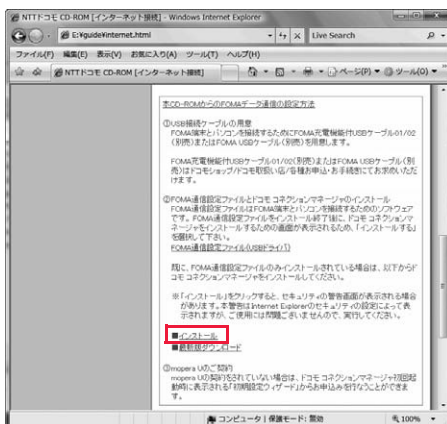 NTTドコモ CD-ROM [インターネット接続] - Windows Internet Explorer
E:¥guide¥internet.html
Live Search
ファイル(F) 編集(E) 表示(V) お気に入り(A) ツール(T) ヘルプ(H)
NTTドコモ CD-ROM [インターネット接続]
ページ(P) ツール(O)
本CD-ROMからのFOMAデータ通信の設定方法
①USB接続ケーブルの用意
FOMA端末とパソコンを接続するためにFOMA充電機能付USBケーブル01/02
(別売)またはFOMA USBケーブル(別売)を用意します。
FOMA充電機能付USBケーブル01/02(別売)またはFOMA USBケーブル(別
売)はドコモショップ/ドコモ取扱い店/各種お申込・お手続きにてお求めいただ
けます。
②FOMA通信設定ファイルとドコモ コネクションマネージャのインストール
FOMA通信設定ファイルはFOMA端末とパソコンを接続するためのソフトウェア
です。FOMA通信設定ファイルをインストール終了後に、ドコモ コネクションマ
ネージャをインストールするための画面が表示されるため、「インストールする」
を選択して下さい。
FOMA通信設定ファイル(USBドライバ)
既に、FOMA通信設定ファイルのみインストールされている場合は、以下からド
コモ コネクションマネージャをインストールしてください。
※「インストール」をクリックすると、セキュリティの警告画面が表示される場合
があります。本警告はInternet Explorerのセキュリティの設定によって表
示されますが、ご使用には問題ございませんので、実行してください。
■インストール
■最新版ダウンロード
③mopera Uのご契約
mopera Uの契約をされていない場合は、ドコモ コネクションマネージャ初回起
動時に表示される「初期設定ウィザード」からお申込みを行なうことができま
す。
コンピュータ | 保護モード: 無効
100%